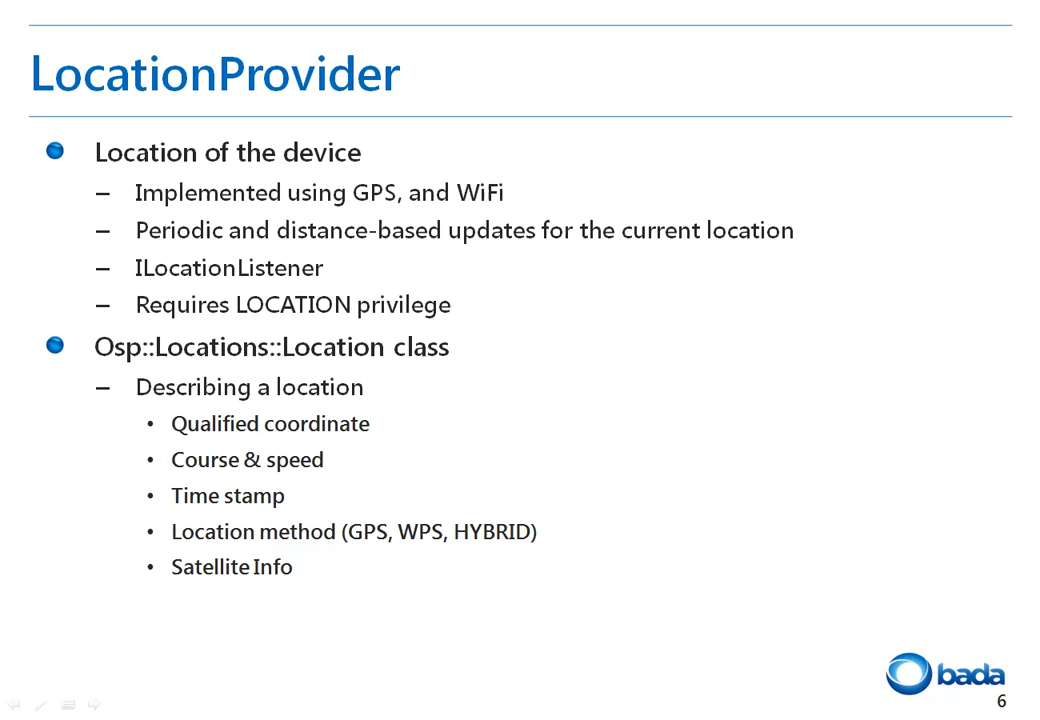 LocationProvider
Location of the device
– Implemented using GPS, and WiFi
– Periodic and distance-based updates for the current location
– ILocationListener
– Requires LOCATION privilege
Osp::Locations::Location class
– Describing a location
• Qualified coordinate
• Course & speed
• Time stamp
• Location method (GPS, WPS, HYBRID)
• Satellite Info
bada
6